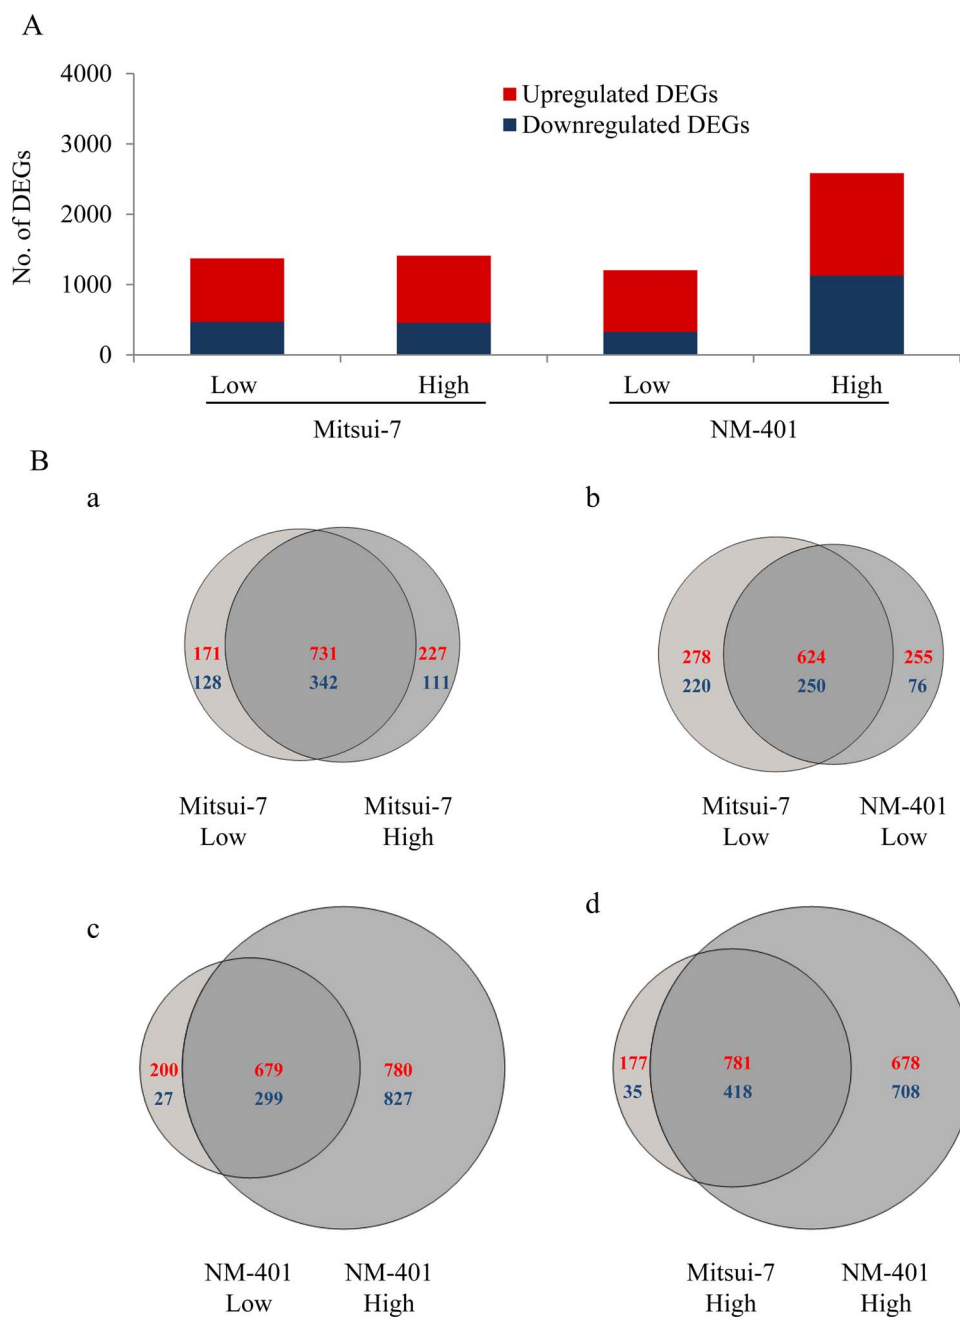 A
4000
3000
2000
1000
0
No. of DEGs
Upregulated DEGs
Downregulated DEGs
Low
High
Low
High
Mitsui-7
NM-401
B
a
171
731
227
128
342
111
Mitsui-7
Low
Mitsui-7
High
b
278
624
255
220
250
76
Mitsui-7
Low
NM-401
Low
c
200
679
780
27
299
827
NM-401
Low
NM-401
High
d
177
781
678
35
418
708
Mitsui-7
High
NM-401
High